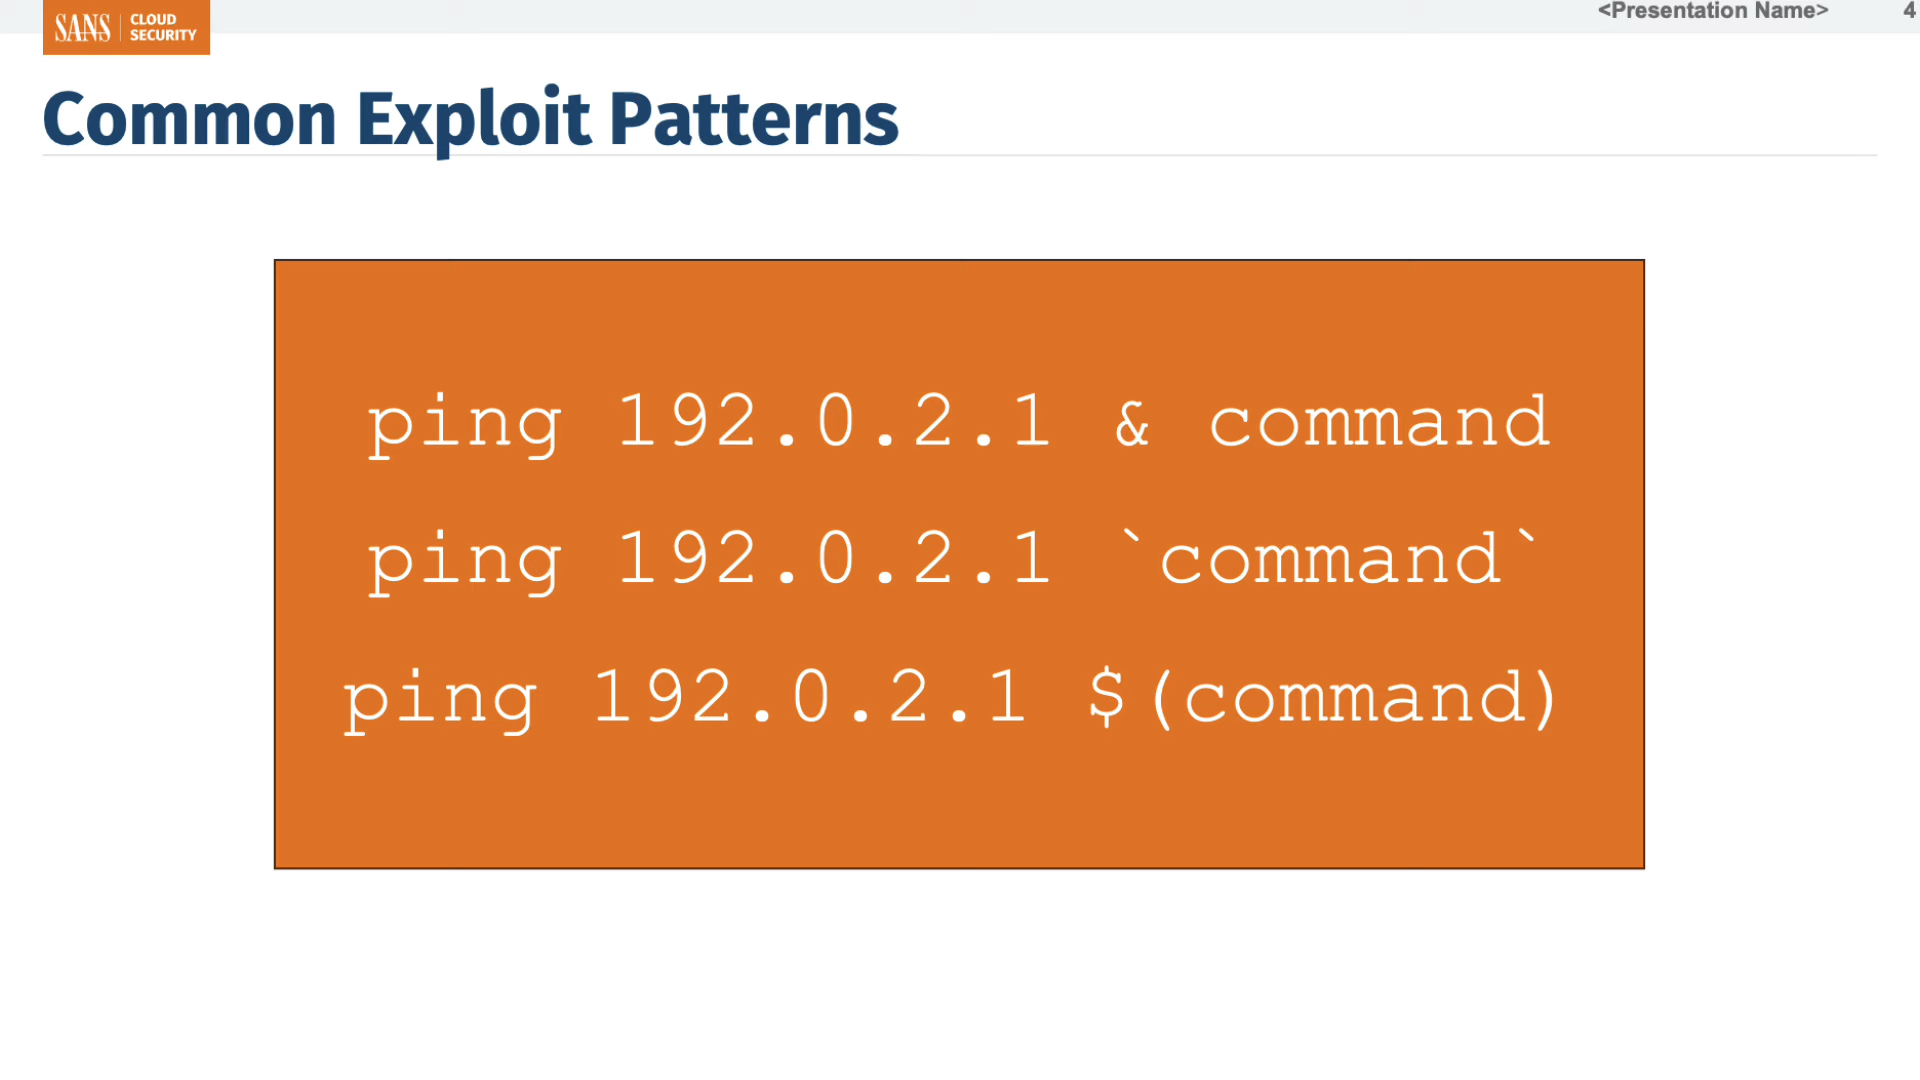 SANS
CLOUD
SECURITY
<Presentation Name>
4
Common Exploit Patterns
ping 192.0.2.1 & command
ping 192.0.2.1 `command`
ping 192.0.2.1 $(command)